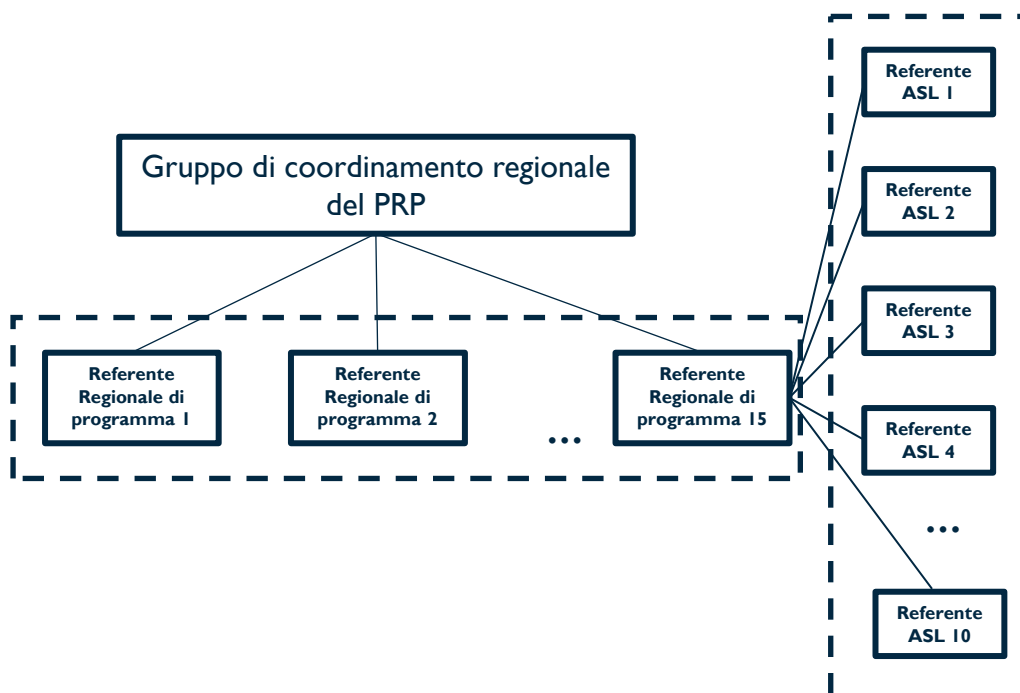 Gruppo di coordinamento regionale
del PRP
Referente
Regionale di
programma 1
Referente
Regionale di
programma 2
...
Referente
Regionale di
programma 15
Referente
ASL 1
Referente
ASL 2
Referente
ASL 3
Referente
ASL 4
...
Referente
ASL 10